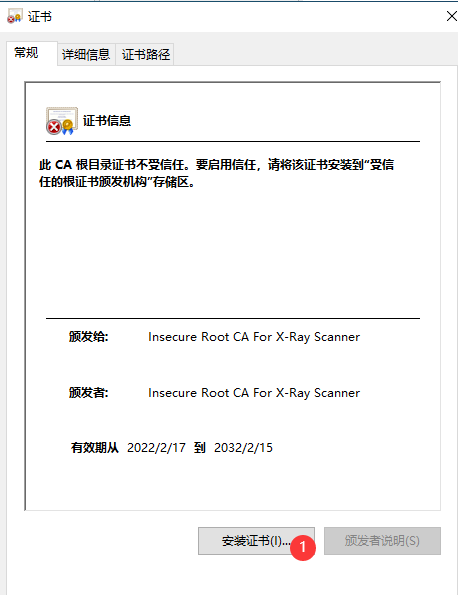 证书
常规 详细信息 证书路径
证书信息
此 CA 根目录证书不受信任。要启用信任，请将该证书安装到“受信
任的根证书颁发机构”存储区。
颁发给: Insecure Root CA For X-Ray Scanner
颁发者: Insecure Root CA For X-Ray Scanner
有效期从 2022/2/17 到 2032/2/15
安装证书(I)... 1 颁发者说明(S)